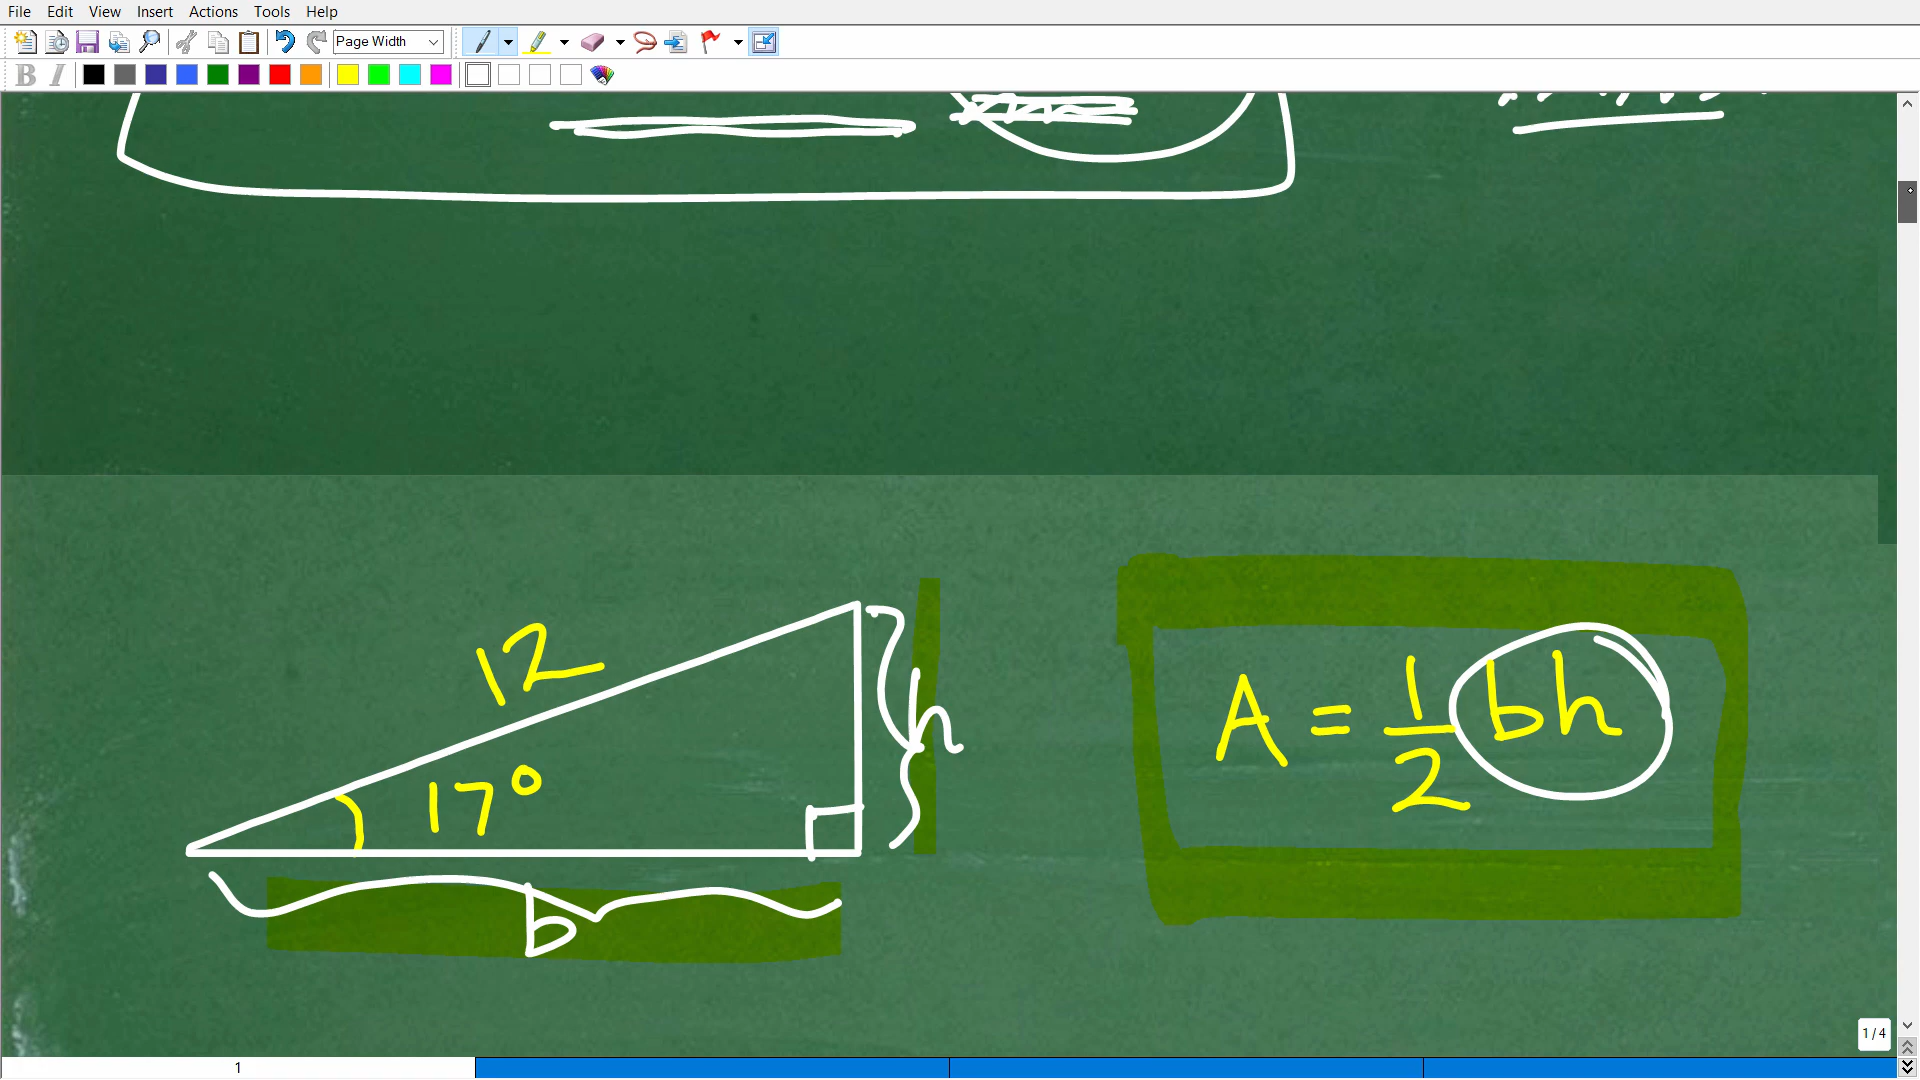 File Edit View Insert Actions Tools Help
Page Width
B I
12
17°
h
b
A = 1/2 bh
1 / 4
1